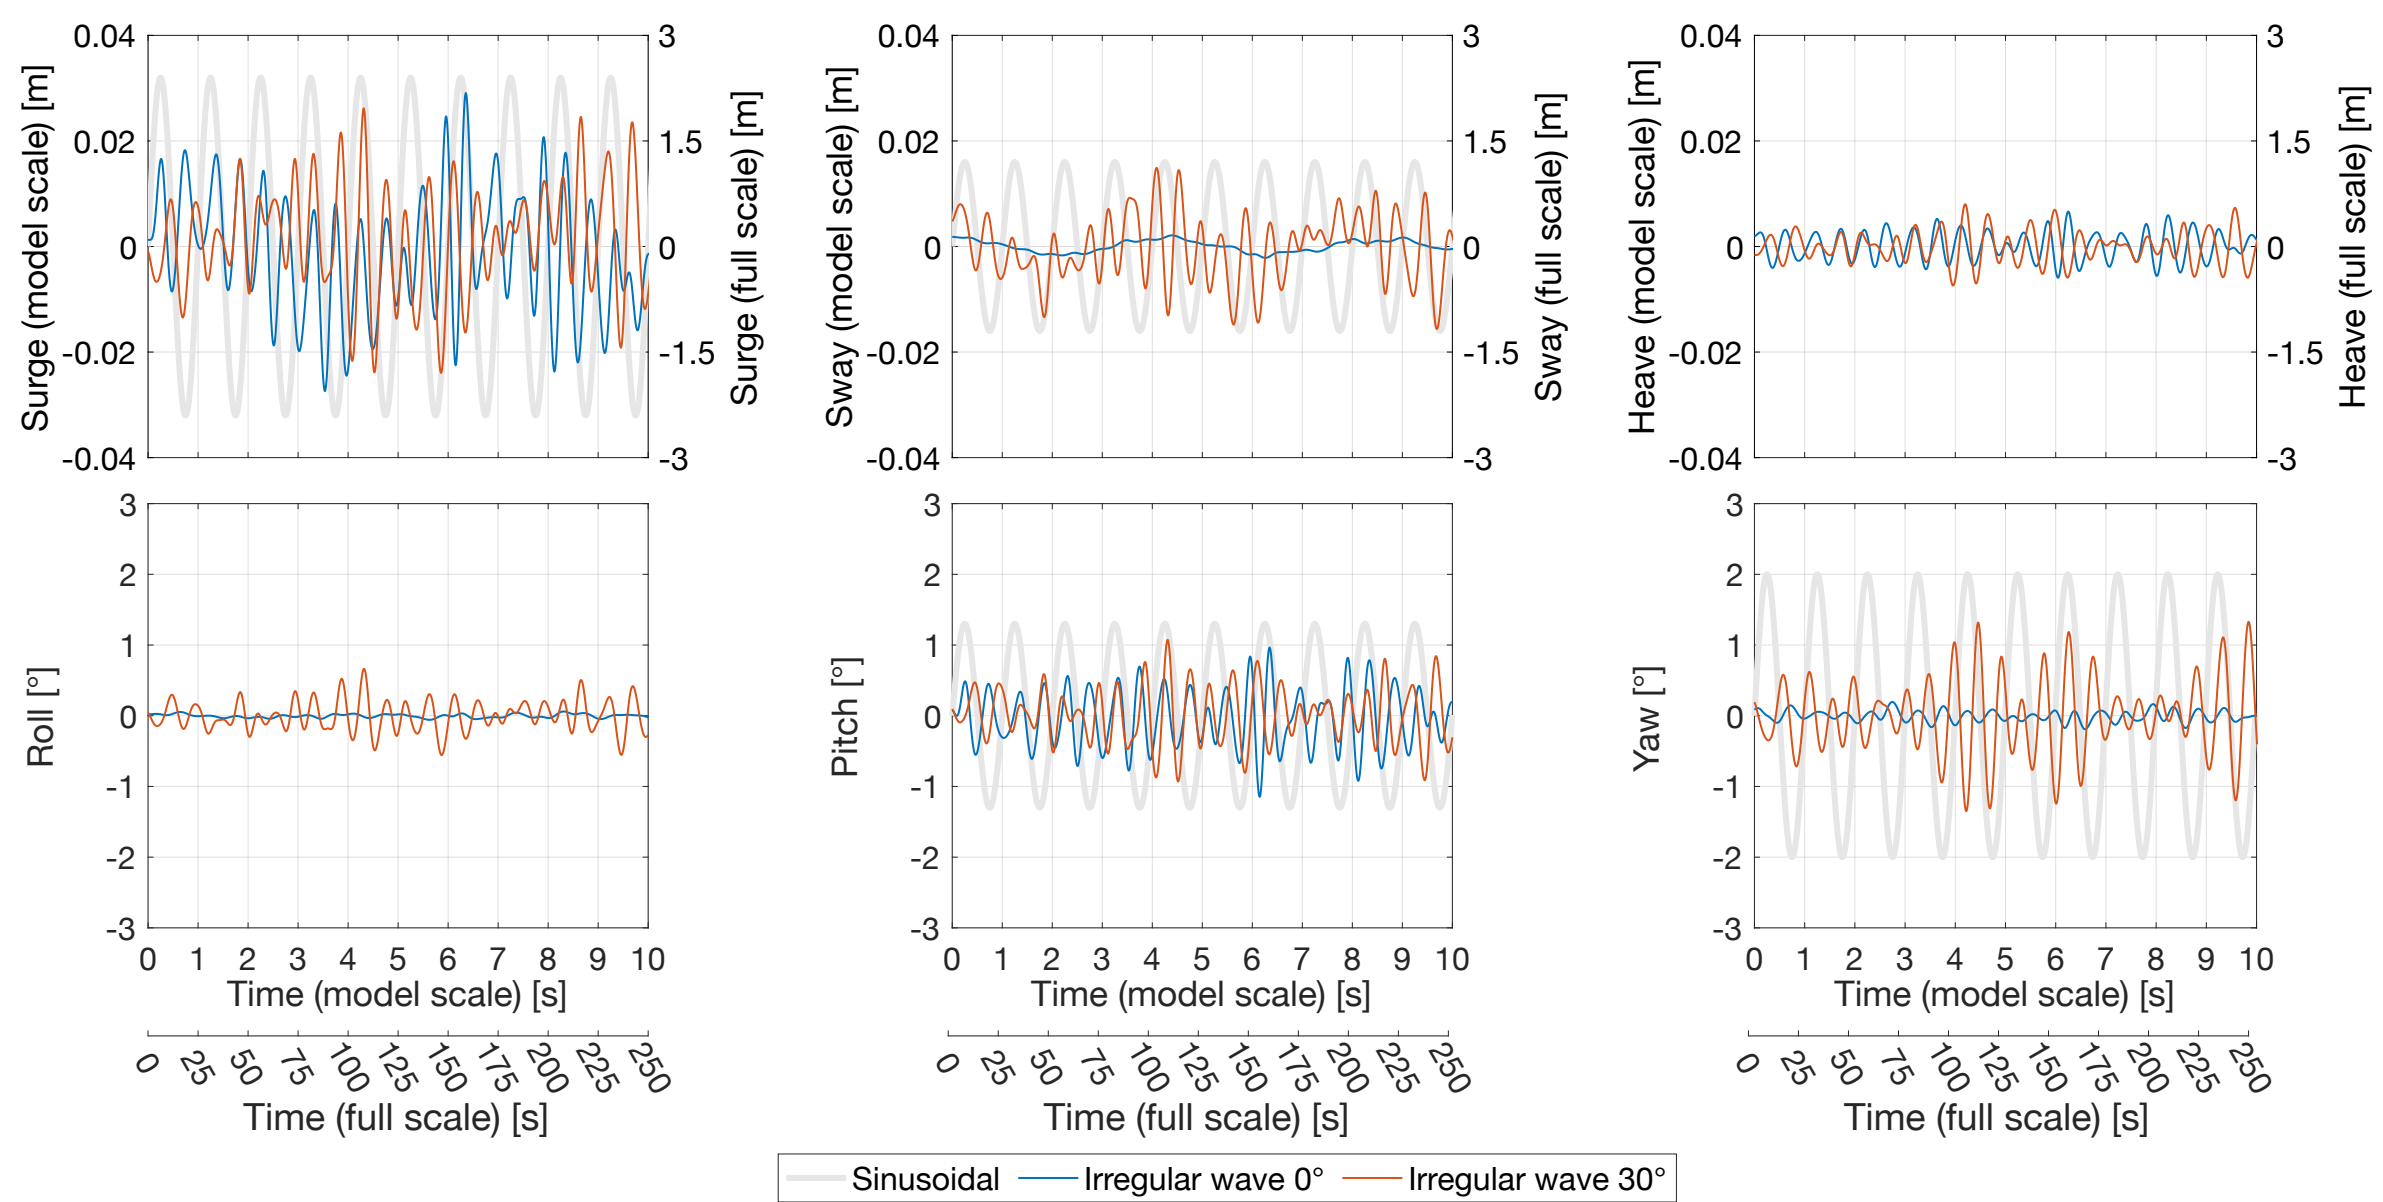 Surge (model scale) [m]
0.04
0.02
0
-0.02
-0.04
3
1.5
0
-1.5
-3
Surge (full scale) [m]
Sway (model scale) [m]
0.04
0.02
0
-0.02
-0.04
3
1.5
0
-1.5
-3
Sway (full scale) [m]
Heave (model scale) [m]
0.04
0.02
0
-0.02
-0.04
3
1.5
0
-1.5
-3
Heave (full scale) [m]
Roll [°]
3
2
1
0
-1
-2
-3
0 1 2 3 4 5 6 7 8 9 10
Time (model scale) [s]
0 25 50 75 100 125 150 175 200 225 250
Time (full scale) [s]
Pitch [°]
3
2
1
0
-1
-2
-3
0 1 2 3 4 5 6 7 8 9 10
Time (model scale) [s]
0 25 50 75 100 125 150 175 200 225 250
Time (full scale) [s]
Yaw [°]
3
2
1
0
-1
-2
-3
0 1 2 3 4 5 6 7 8 9 10
Time (model scale) [s]
0 25 50 75 100 125 150 175 200 225 250
Time (full scale) [s]
Sinusoidal Irregular wave 0° Irregular wave 30°